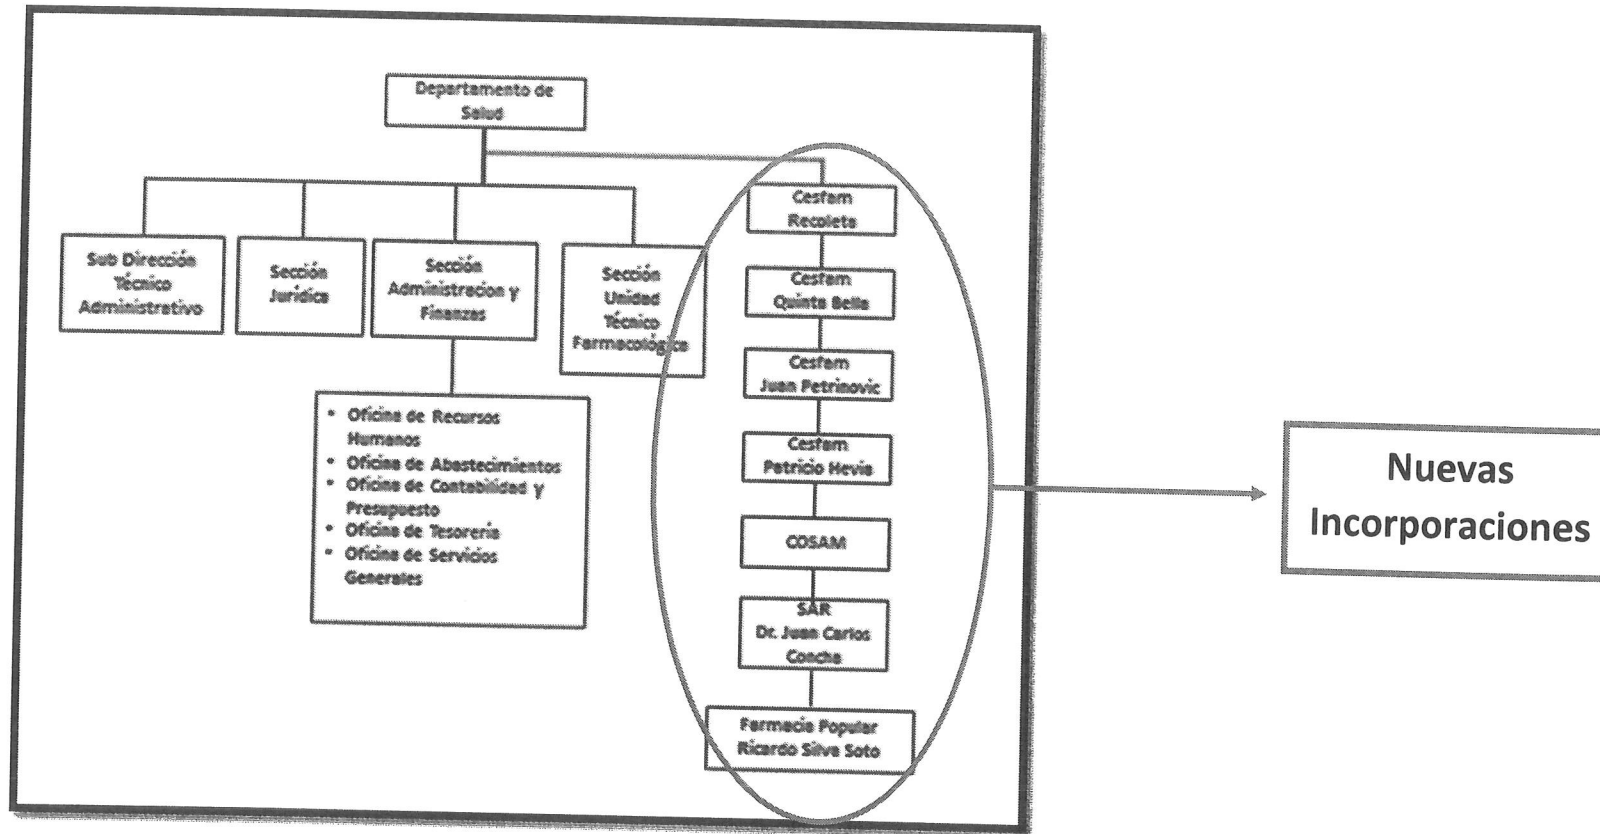 Departamento de
Salud
Sub Dirección
Técnico
Administrativo
Sección
Jurídica
Sección
Administracion y
Finanzas
Sección
Unidad
Técnico
Farmacológica
• Oficina de Recursos
Humanos
• Oficina de Abastecimientos
• Oficina de Contabilidad y
Presupuesto
• Oficina de Tesorería
• Oficina de Servicios
Generales
Cesfam
Recoleta
Cesfam
Quinta Bella
Cesfam
Juan Petrinovic
Cesfam
Patricio Hevia
COSAM
SAR
Dr. Juan Carlos
Concha
Farmacia Popular
Ricardo Silva Soto
Nuevas
Incorporaciones